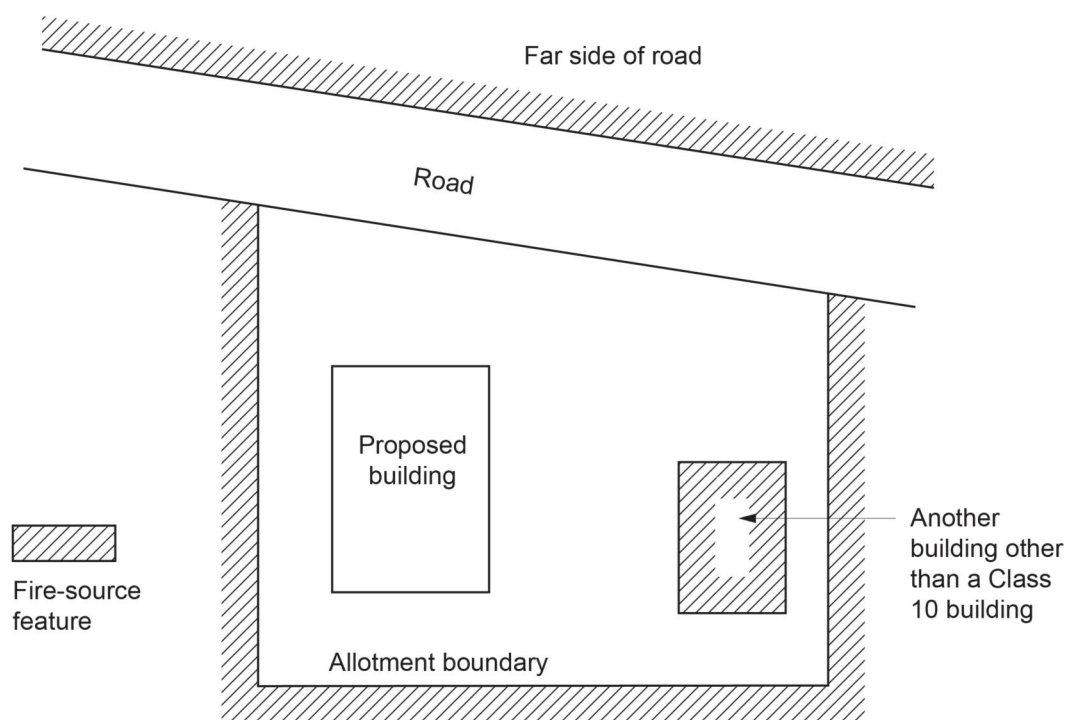 Far side of road
Road
Proposed
building
Another
building other
than a Class
10 building
Fire-source
feature
Allotment boundary